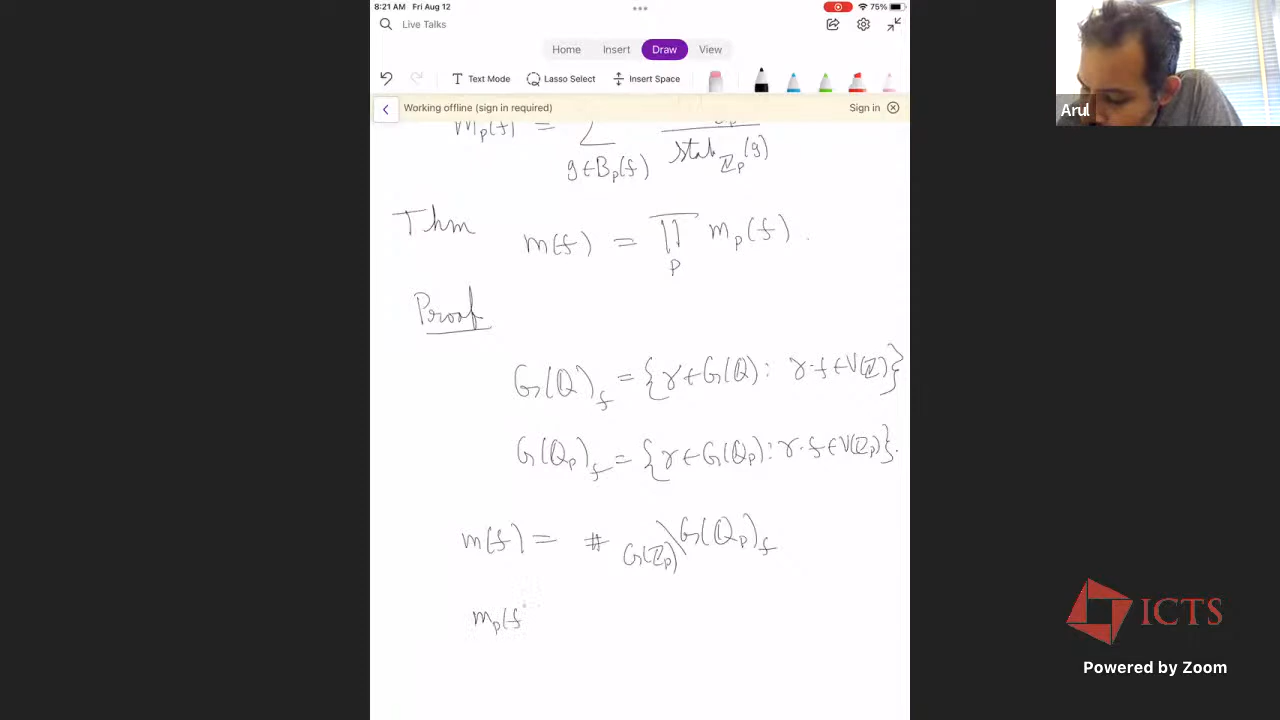 8:21 AM Fri Aug 12
75%
Live Talks
Home Insert Draw View
Text Mode Lasso Select Insert Space
Working offline (sign in required) Sign in
Arul
m_p(f) = ∑_{g∈B_p(f)} / stab_{ℤ_p}(g)
Thm m(f) = ∏_p m_p(f).
Proof
G(ℚ)_f = {γ∈G(ℚ): γ·f∈V(ℤ)}
G(ℚ_p)_f = {γ∈G(ℚ_p): γ·f∈V(ℤ_p)}.
m(f) = # G(ℤ_p)\G(ℚ_p)_f
m_p(f
ICTS
Powered by Zoom